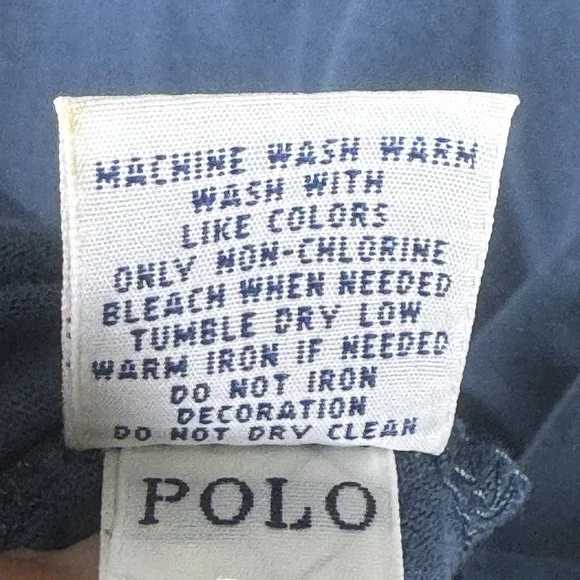 MACHINE WASH WARM
WASH WITH
LIKE COLORS
ONLY NON-CHLORINE
BLEACH WHEN NEEDED
TUMBLE DRY LOW
WARM IRON IF NEEDED
DO NOT IRON
DECORATION
DO NOT DRY CLEAN
POLO